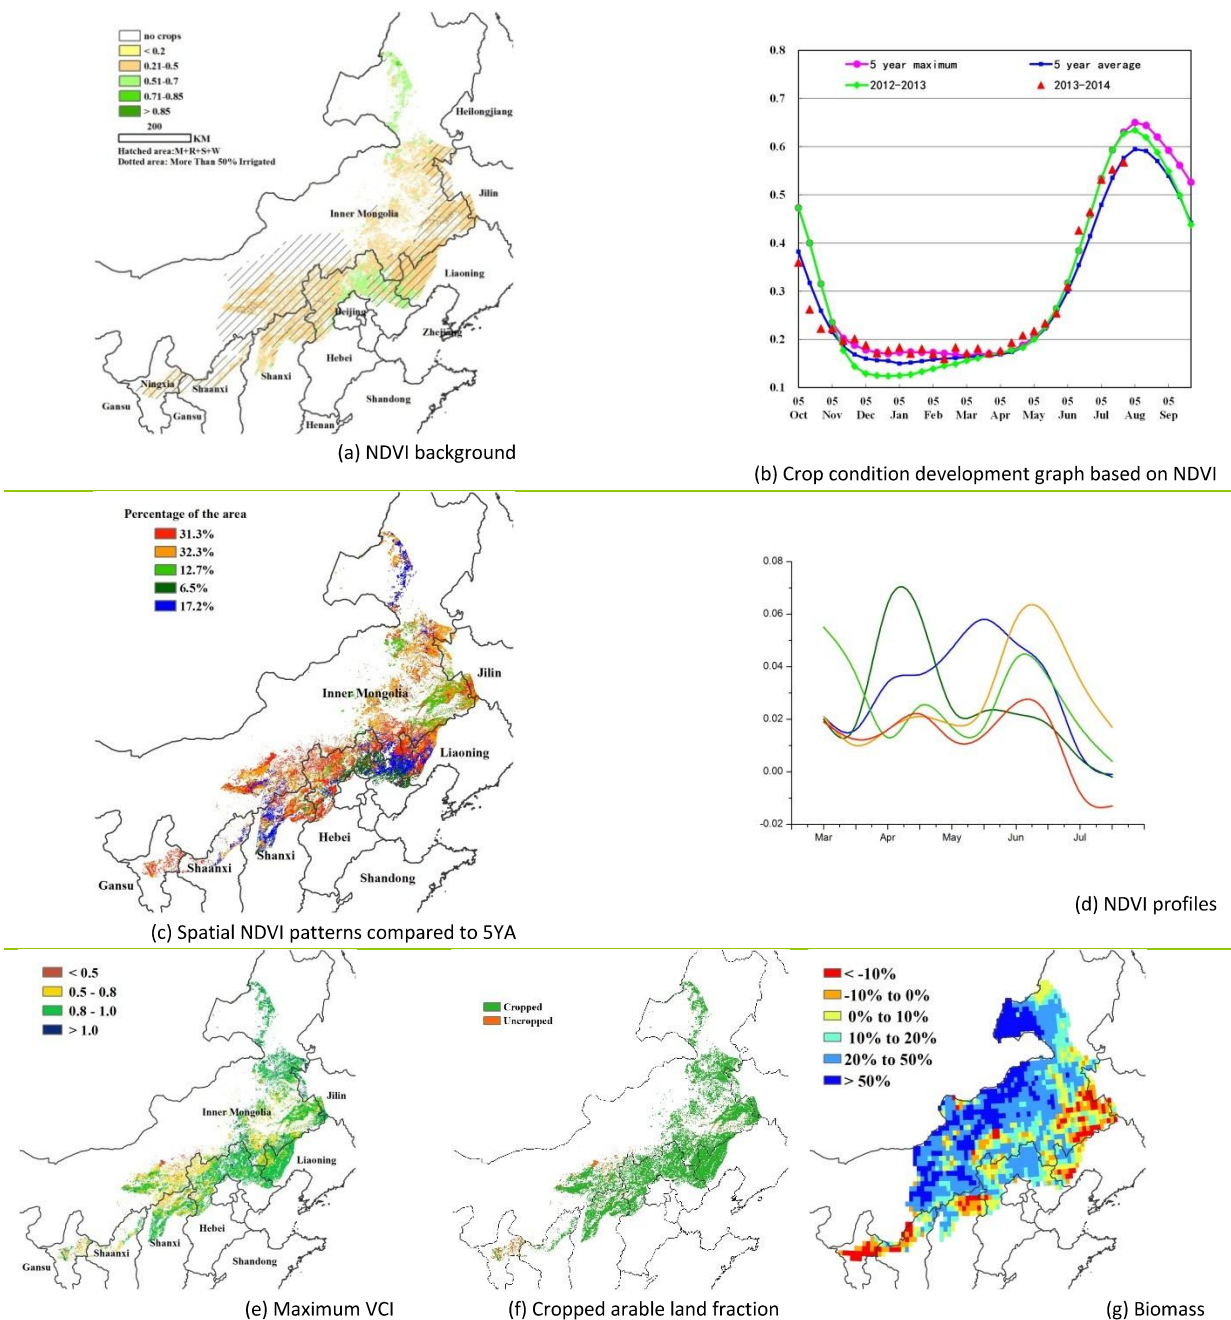 no crops
< 0.2
0.21-0.5
0.51-0.7
0.71-0.85
> 0.85
200
KM
Hatched area:M+R+S+W
Dotted area: More Than 50% Irrigated
Heilongjiang
Jilin
Inner Mongolia
Liaoning
Beijing
Zhejiang
Hebei
Ningxia
Shaanxi
Shanxi
Gansu
Gansu
Shandong
Henan
(a) NDVI background
0.8
0.7
0.6
0.5
0.4
0.3
0.2
0.1
5 year maximum
5 year average
2012-2013
2013-2014
05 05 05 05 05 05 05 05 05 05 05 05
Oct Nov Dec Jan Feb Mar Apr May Jun Jul Aug Sep
(b) Crop condition development graph based on NDVI
Percentage of the area
31.3%
32.3%
12.7%
6.5%
17.2%
Jilin
Inner Mongolia
Liaoning
Hebei
Shanxi
Shaanxi
Gansu
Shandong
(c) Spatial NDVI patterns compared to 5YA
0.08
0.06
0.04
0.02
0.00
-0.02
Mar Apr May Jun Jul
(d) NDVI profiles
< 0.5
0.5 - 0.8
0.8 - 1.0
> 1.0
Jilin
Inner Mongolia
Liaoning
Hebei
Shanxi
Shaanxi
Gansu
Shandong
(e) Maximum VCI
Cropped
Uncropped
(f) Cropped arable land fraction
< -10%
-10% to 0%
0% to 10%
10% to 20%
20% to 50%
> 50%
(g) Biomass